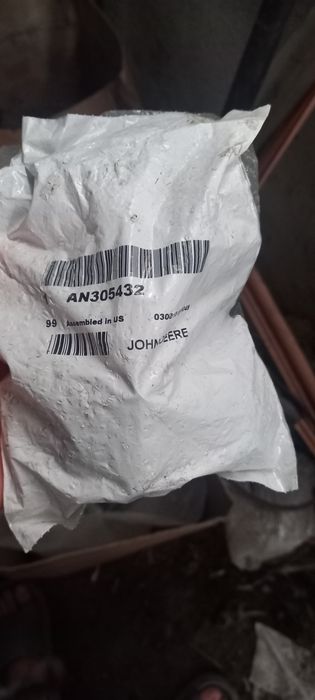 AN305432
99 Assembled in US
JOHN DEERE